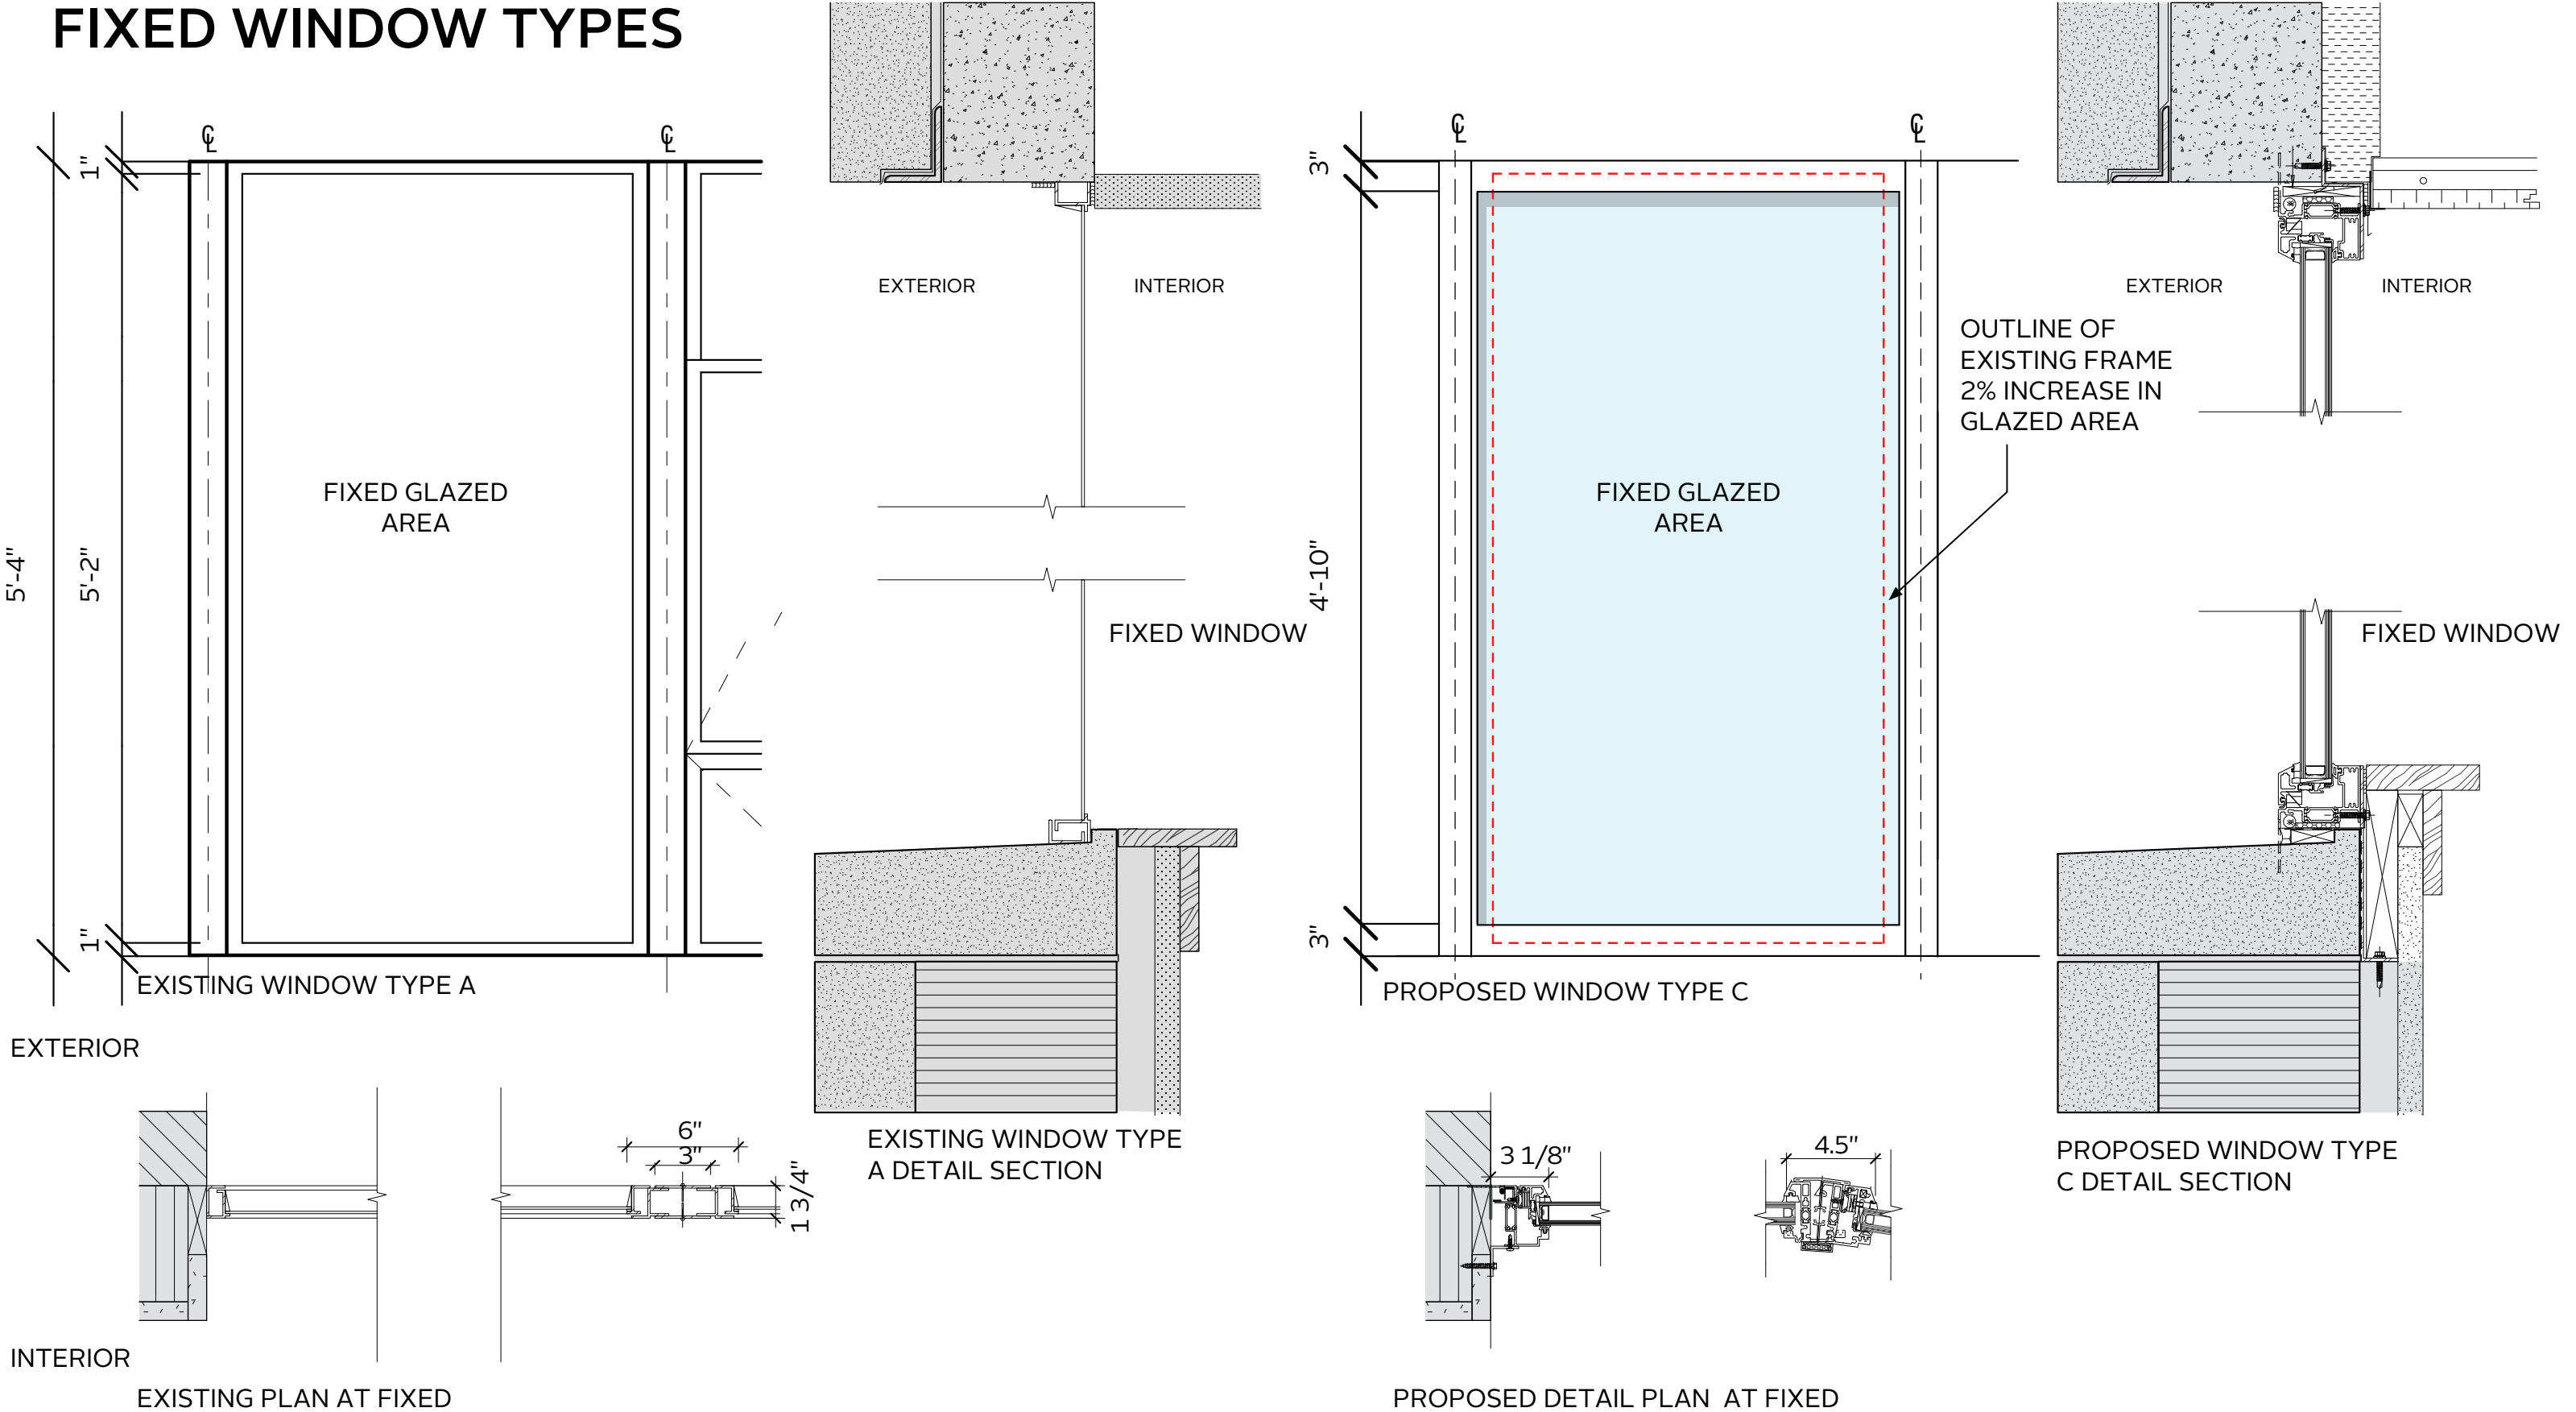 FIXED WINDOW TYPES
℄
℄
1"
5'-4"
5'-2"
1"
FIXED GLAZED
AREA
EXISTING WINDOW TYPE A
EXTERIOR
INTERIOR
FIXED WINDOW
EXISTING WINDOW TYPE
A DETAIL SECTION
℄
℄
3"
4'-10"
3"
FIXED GLAZED
AREA
OUTLINE OF
EXISTING FRAME
2% INCREASE IN
GLAZED AREA
PROPOSED WINDOW TYPE C
EXTERIOR
INTERIOR
FIXED WINDOW
PROPOSED WINDOW TYPE
C DETAIL SECTION
EXTERIOR
6"
3"
1 3/4"
INTERIOR
EXISTING PLAN AT FIXED
3 1/8"
4.5"
PROPOSED DETAIL PLAN AT FIXED